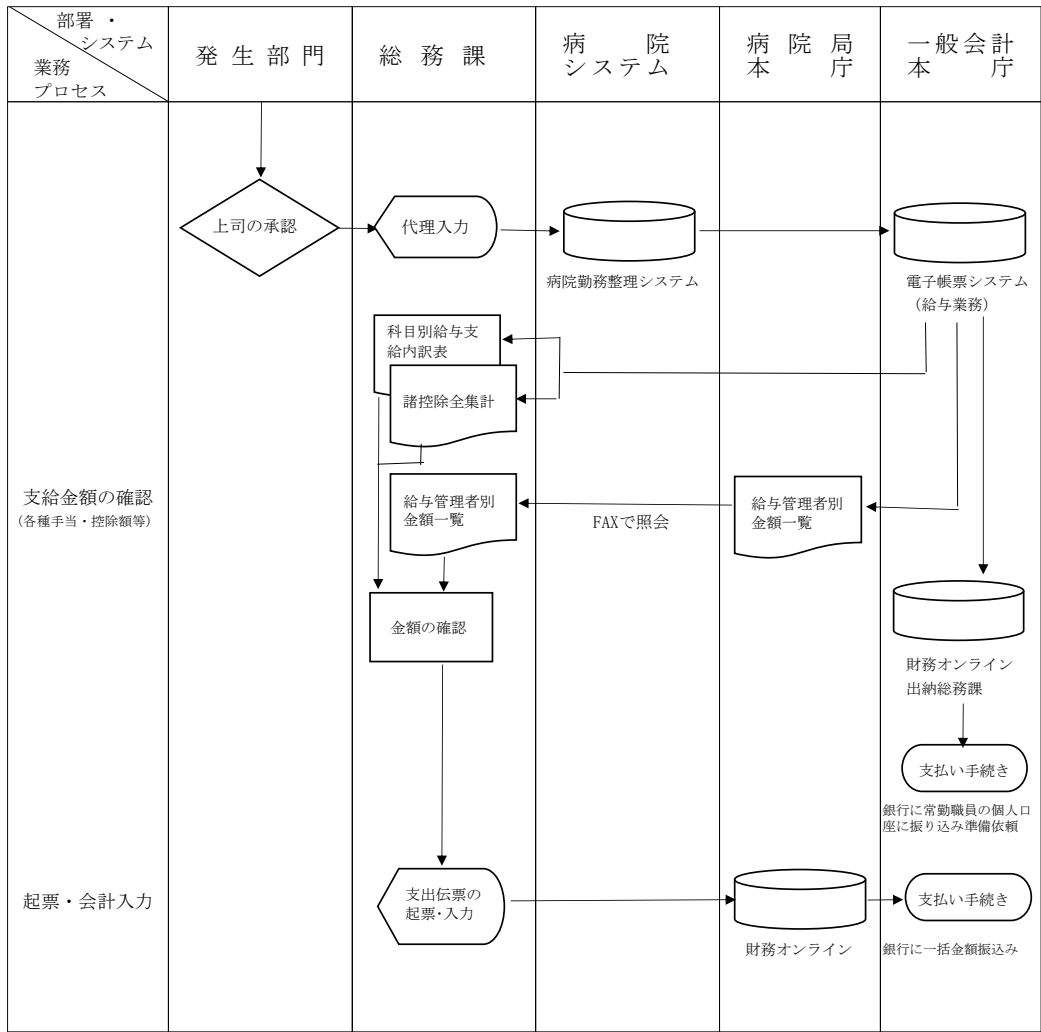 部署 ・
システム
業務
プロセス
発 生 部 門
総 務 課
病 院
システム
病 院 局
本 庁
一般会計
本 庁
上司の承認
代理入力
病院勤務整理システム
電子帳票システム
(給与業務)
科目別給与支
給内訳表
諸控除全集計
支給金額の確認
(各種手当・控除額等)
給与管理者別
金額一覧
FAXで照会
給与管理者別
金額一覧
金額の確認
財務オンライン
出納総務課
支払い手続き
銀行に常勤職員の個人口
座に振り込み準備依頼
起票・会計入力
支出伝票の
起票･入力
財務オンライン
支払い手続き
銀行に一括金額振込み